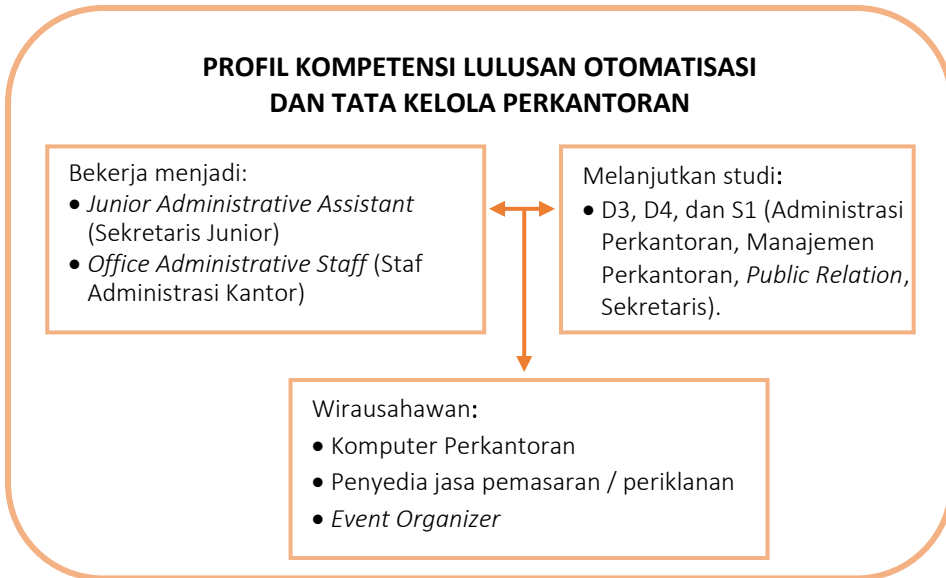 PROFIL KOMPETENSI LULUSAN OTOMATISASI
DAN TATA KELOLA PERKANTORAN
Bekerja menjadi:
• Junior Administrative Assistant
(Sekretaris Junior)
• Office Administrative Staff (Staf
Administrasi Kantor)
Melanjutkan studi:
• D3, D4, dan S1 (Administrasi
Perkantoran, Manajemen
Perkantoran, Public Relation,
Sekretaris).
Wirausahawan:
• Komputer Perkantoran
• Penyedia jasa pemasaran / periklanan
• Event Organizer